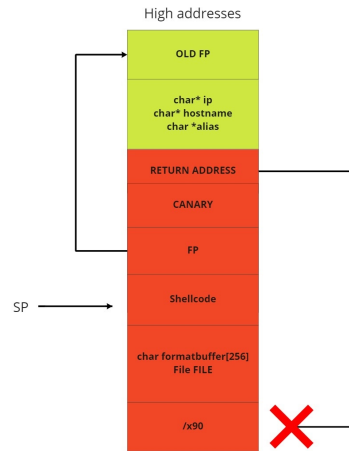 High addresses
OLD FP
char* ip
char* hostname
char *alias
RETURN ADDRESS
CANARY
FP
Shellcode
SP
char formatbuffer[256]
File FILE
/x90